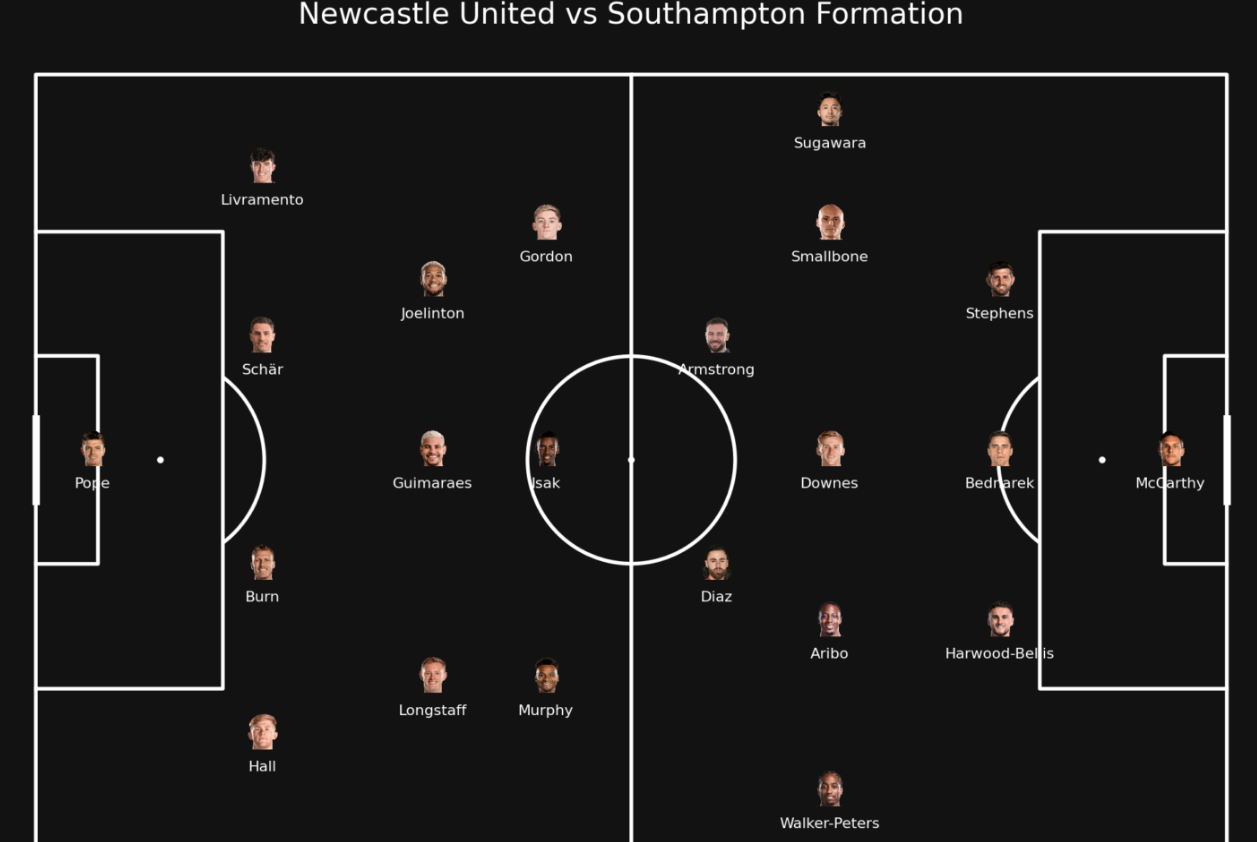 Newcastle United vs Southampton Formation
Sugawara
Livramento
Gordon
Smallbone
Joelinton
Stephens
Schär
Armstrong
Pope
Guimaraes
Isak
Downes
Bednarek
McCarthy
Burn
Diaz
Aribo
Harwood-Bellis
Longstaff
Murphy
Hall
Walker-Peters